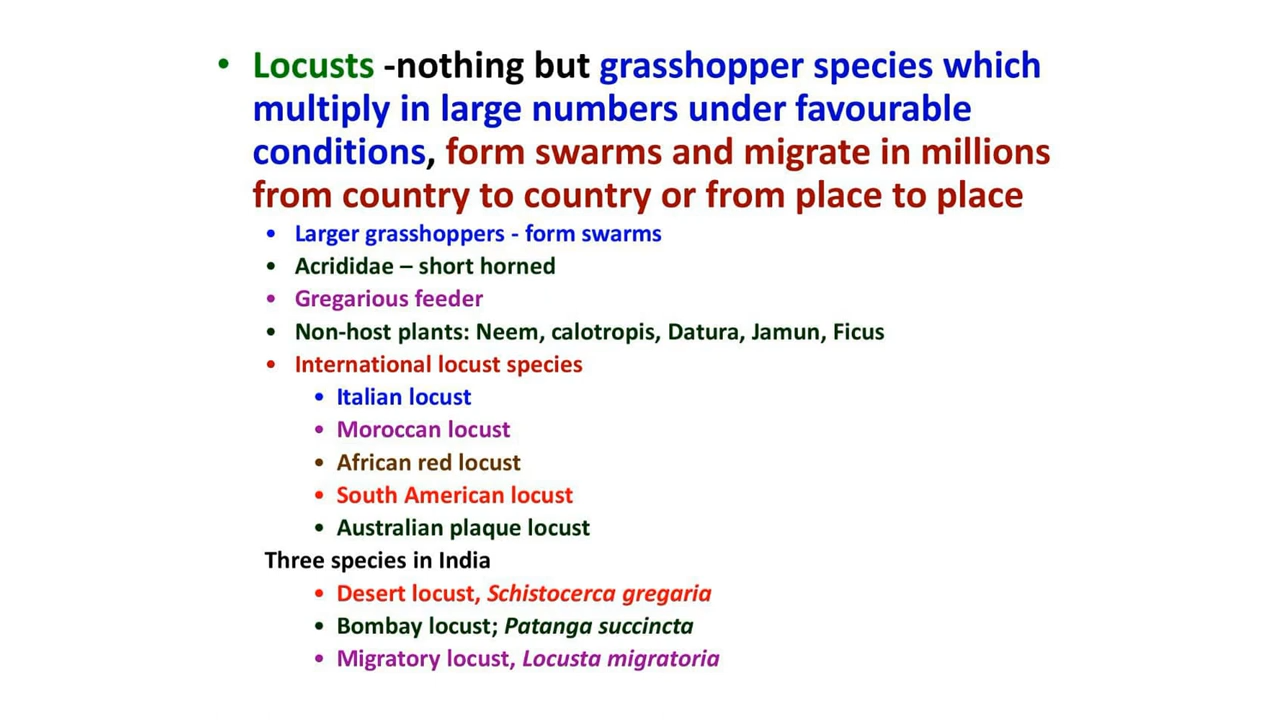 • Locusts -nothing but grasshopper species which
multiply in large numbers under favourable
conditions, form swarms and migrate in millions
from country to country or from place to place
• Larger grasshoppers - form swarms
• Acrididae – short horned
• Gregarious feeder
• Non-host plants: Neem, calotropis, Datura, Jamun, Ficus
• International locust species
• Italian locust
• Moroccan locust
• African red locust
• South American locust
• Australian plaque locust
Three species in India
• Desert locust, Schistocerca gregaria
• Bombay locust; Patanga succincta
• Migratory locust, Locusta migratoria